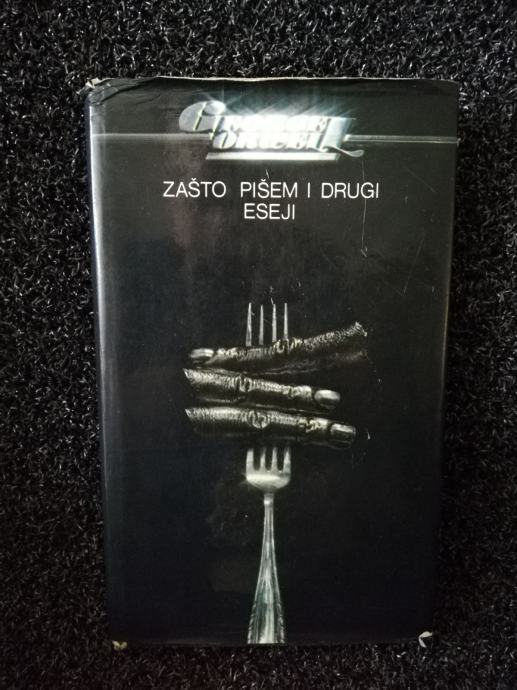 GEORGE
ORWELL
ZAŠTO PIŠEM I DRUGI
ESEJI